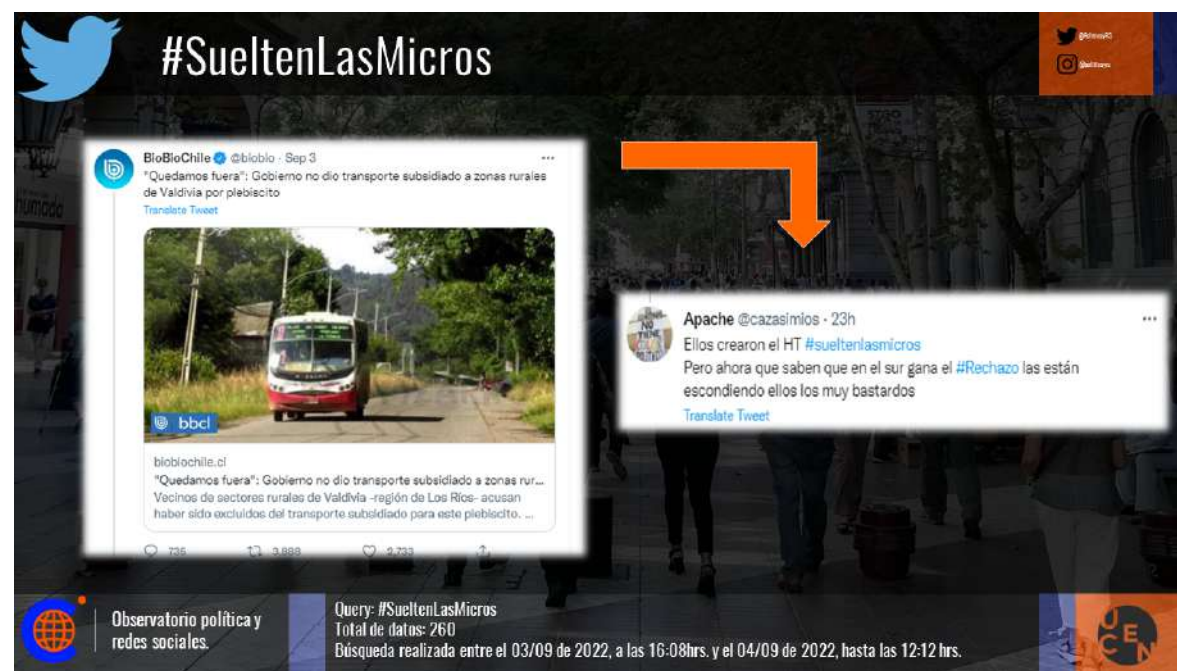 #SueltenLasMicros
BioBioChile @biobio · Sep 3
"Quedamos fuera": Gobierno no dio transporte subsidiado a zonas rurales
de Valdivia por plebiscito
Translate Tweet
bbcl
biobiochile.cl
"Quedamos fuera": Gobierno no dio transporte subsidiado a zonas rur...
Vecinos de sectores rurales de Valdivia -región de Los Ríos- acusan
haber sido excluidos del transporte subsidiado para este plebiscito. ...
735 3,888 2,733
NO
TIENE
Apache @cazasimios · 23h
Ellos crearon el HT #sueltenlasmicros
Pero ahora que saben que en el sur gana el #Rechazo las están
escondiendo ellos los muy bastardos
Translate Tweet
humada
Observatorio política y
redes sociales.
Query: #SueltenLasMicros
Total de datos: 260
Búsqueda realizada entre el 03/09 de 2022, a las 16:08hrs. y el 04/09 de 2022, hasta las 12:12 hrs.
UCEN